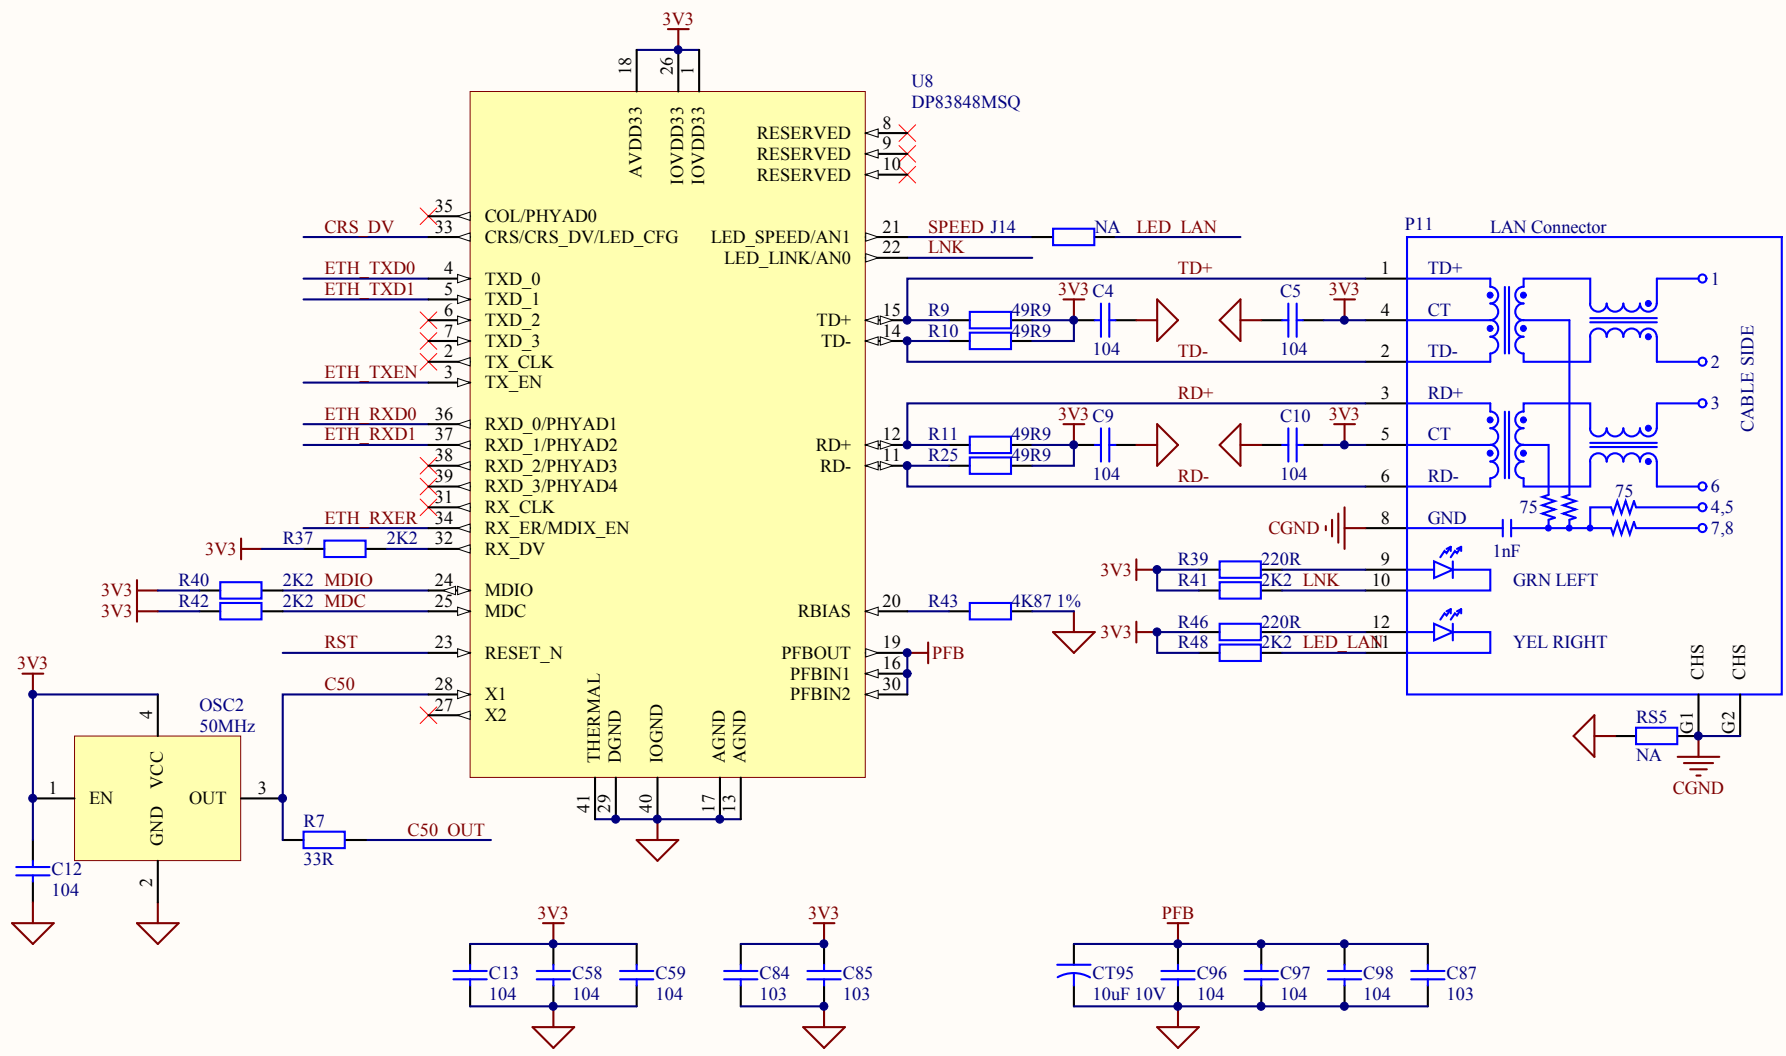 3V3
18
26
1
U8
DP83848MSQ
AVDD33
IOVDD33
IOVDD33
RESERVED
8
RESERVED
9
RESERVED
10
35
COL/PHYAD0
CRS_DV
33
CRS/CRS_DV/LED_CFG
LED_SPEED/AN1
21
SPEED
J14
NA
LED_LAN
LED_LINK/AN0
22
LNK
ETH_TXD0
4
TXD_0
ETH_TXD1
5
TXD_1
6
TXD_2
7
TXD_3
2
TX_CLK
ETH_TXEN
3
TX_EN
ETH_RXD0
36
RXD_0/PHYAD1
ETH_RXD1
37
RXD_1/PHYAD2
38
RXD_2/PHYAD3
39
RXD_3/PHYAD4
31
RX_CLK
ETH_RXER
34
RX_ER/MDIX_EN
3V3
R37
2K2
32
RX_DV
3V3
R40
2K2
MDIO
24
MDIO
3V3
R42
2K2
MDC
25
MDC
RST
23
RESET_N
C50
28
X1
27
X2
TD+
15
R9
49R9
TD-
14
R10
49R9
TD+
3V3
C4
104
C5
104
3V3
TD-
RD+
12
R11
49R9
RD-
11
R25
49R9
RD+
3V3
C9
104
C10
104
3V3
RD-
RBIAS
20
R43
4K87 1%
PFBOUT
19
PFB
PFBIN1
16
PFBIN2
30
THERMAL
DGND
IOGND
AGND
AGND
41
29
40
17
13
P11
LAN Connector
1
TD+
4
CT
2
TD-
3
RD+
5
CT
6
RD-
CGND
8
GND
1nF
75
75
1
2
3
6
4,5
7,8
CABLE SIDE
3V3
R39
220R
9
R41
2K2
LNK
10
GRN LEFT
3V3
R46
220R
12
R48
2K2
LED_LAN
11
YEL RIGHT
CHS
CHS
G1
G2
RS5
NA
CGND
3V3
OSC2
50MHz
4
VCC
1
EN
OUT
3
GND
2
C12
104
R7
33R
C50_OUT
3V3
C13
104
C58
104
C59
104
3V3
C84
103
C85
103
PFB
CT95
10uF 10V
C96
104
C97
104
C98
104
C87
103